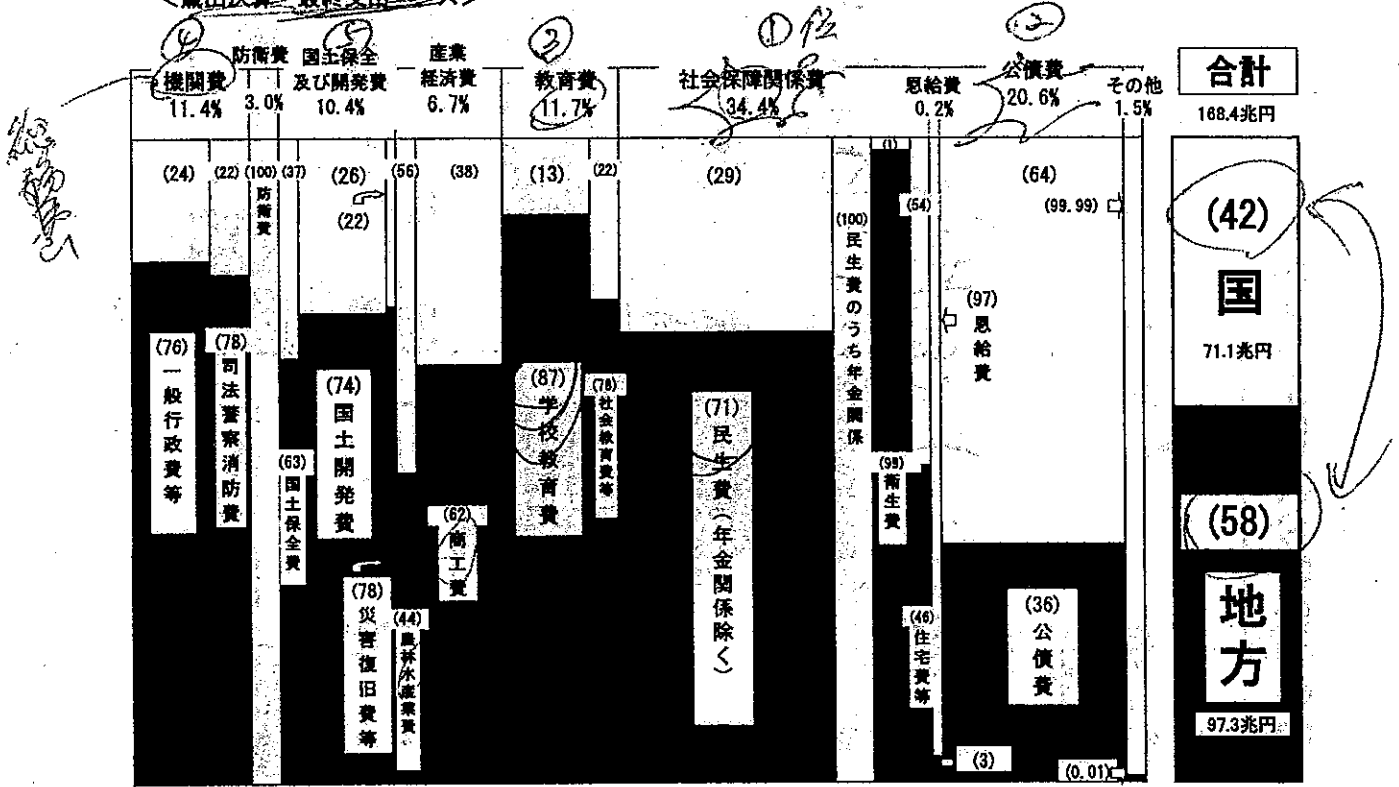 ④
⑤
③
①位
②
機関費
11.4%
防衛費
3.0%
国土保全
及び開発費
10.4%
産業
経済費
6.7%
教育費
11.7%
社会保障関係費
34.4%
恩給費
0.2%
公債費
20.6%
その他
1.5%
合計
168.4兆円
(24)
(22)
(100)
防衛費
(37)
(26)
(22)
(56)
(38)
(13)
(22)
(29)
(100)
民生費のうち年金関係
(1)
(54)
(64)
(99.99)
(97)
恩給費
(42)
国
71.1兆円
(76)
一般行政費等
(78)
司法警察消防費
(63)
国土保全費
(74)
国土開発費
(78)
災害復旧費等
(44)
農林水産業費
(62)
商工費
(87)
学校教育費
(78)
社会教育費等
(71)
民生費(年金関係除く)
(99)
衛生費
(46)
住宅費等
(3)
(36)
公債費
(0.01)
(58)
地方
97.3兆円